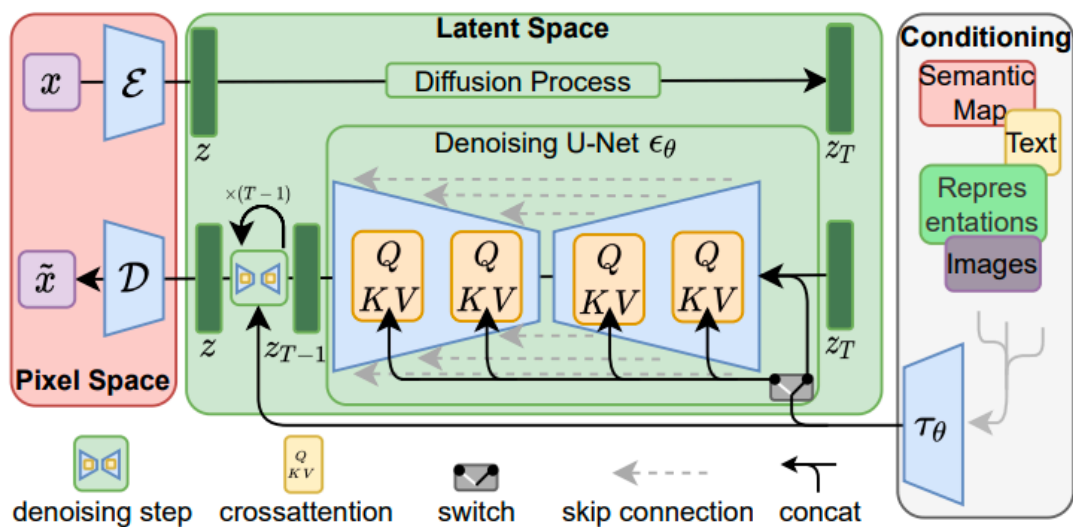 Latent Space
Conditioning
x
ℰ
Diffusion Process
Semantic
Map
Text
z
Denoising U-Net ϵ_θ
z_T
×(T−1)
Repres
entations
Images
x̃
𝒟
Q
KV
Q
KV
Q
KV
Q
KV
z
z_{T−1}
z_T
Pixel Space
τ_θ
Q
KV
denoising step
crossattention
switch
skip connection
concat